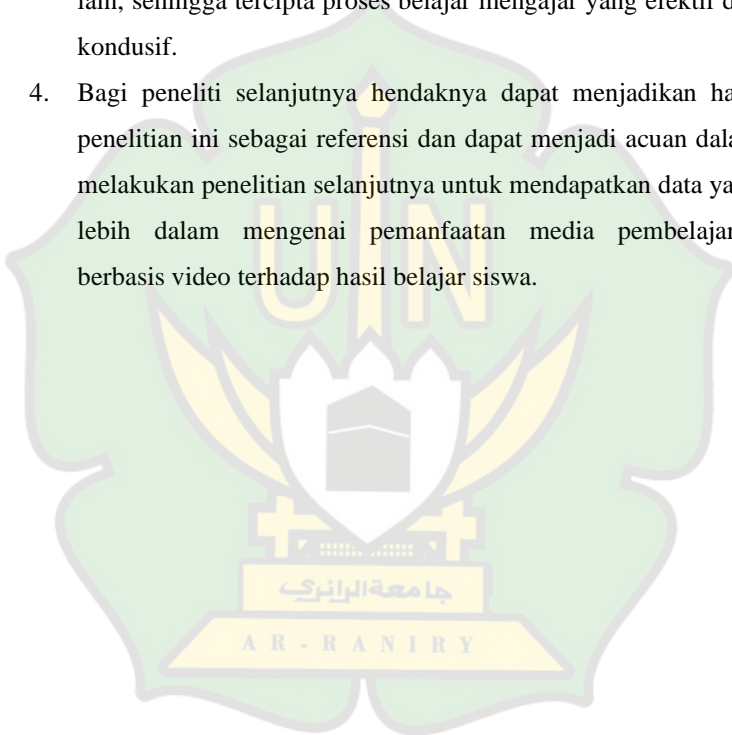 lain, sehingga tercipta proses belajar mengajar yang efektif d
kondusif.
4. Bagi peneliti selanjutnya hendaknya dapat menjadikan ha
penelitian ini sebagai referensi dan dapat menjadi acuan dala
melakukan penelitian selanjutnya untuk mendapatkan data ya
lebih dalam mengenai pemanfaatan media pembelajar
berbasis video terhadap hasil belajar siswa.
UIN
جامعة الرانري
AR-RANIRY